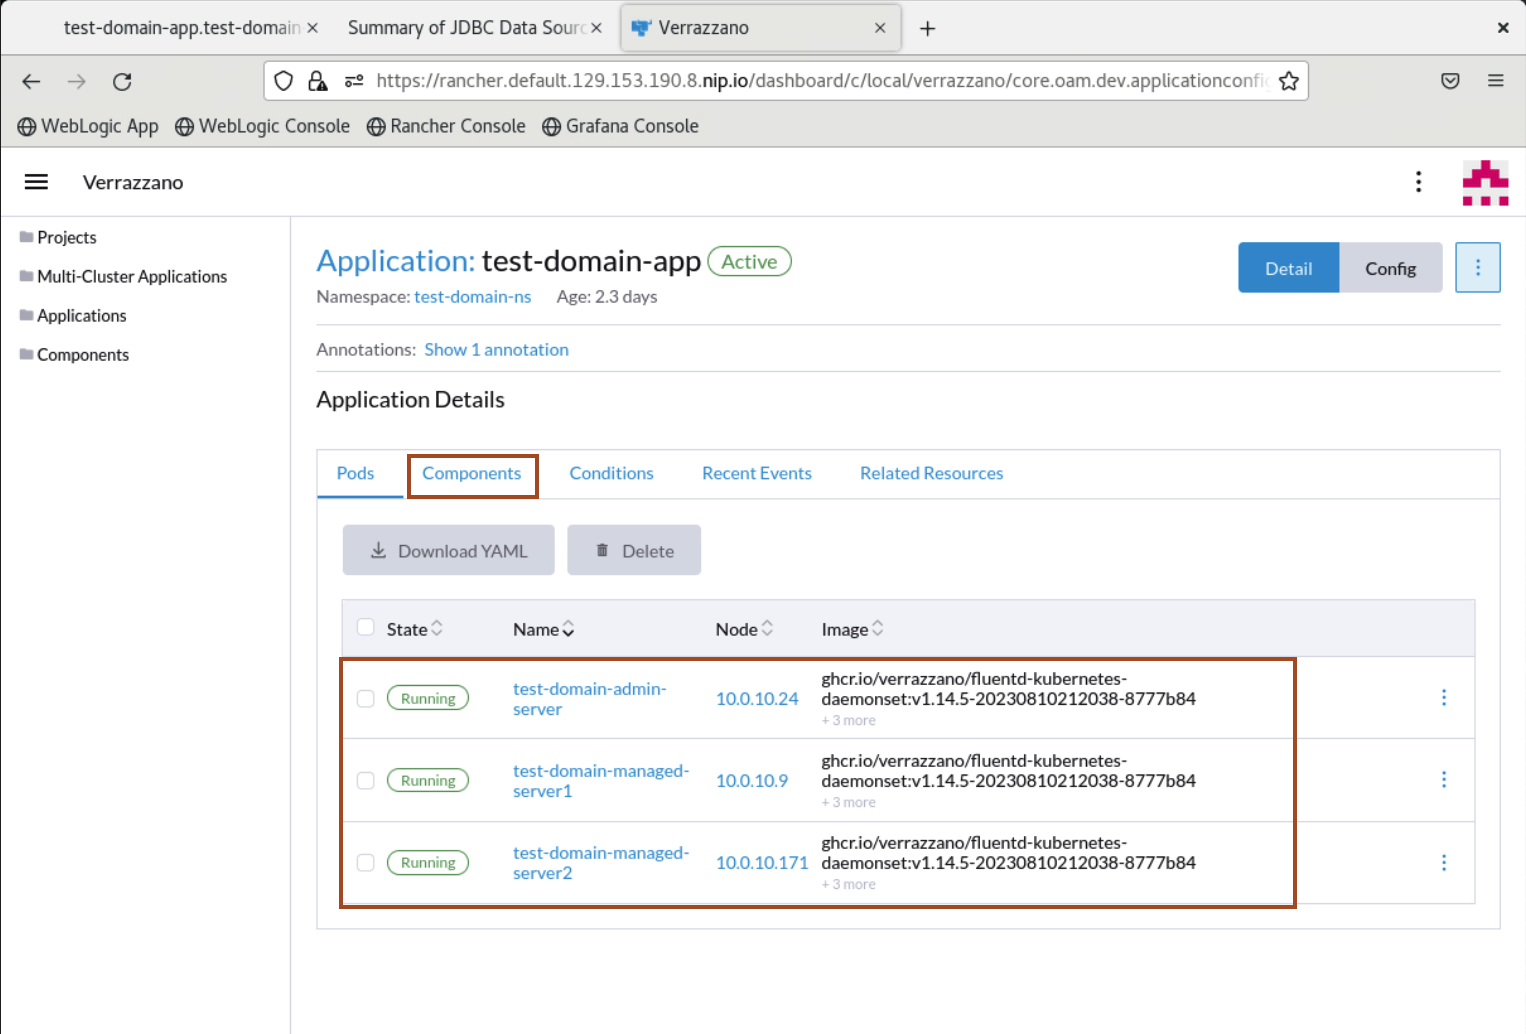 test-domain-app.test-domain
Summary of JDBC Data Sourc
Verrazzano
https://rancher.default.129.153.190.8.nip.io/dashboard/c/local/verrazzano/core.oam.dev.applicationconfig
WebLogic App
WebLogic Console
Rancher Console
Grafana Console
Verrazzano
Projects
Multi-Cluster Applications
Applications
Components
Application: test-domain-app Active
Namespace: test-domain-ns Age: 2.3 days
Detail
Config
Annotations: Show 1 annotation
Application Details
Pods
Components
Conditions
Recent Events
Related Resources
Download YAML
Delete
State Name Node Image
Running
test-domain-admin-
server
10.0.10.24
ghcr.io/verrazzano/fluentd-kubernetes-
daemonset:v1.14.5-20230810212038-8777b84
+ 3 more
Running
test-domain-managed-
server1
10.0.10.9
ghcr.io/verrazzano/fluentd-kubernetes-
daemonset:v1.14.5-20230810212038-8777b84
+ 3 more
Running
test-domain-managed-
server2
10.0.10.171
ghcr.io/verrazzano/fluentd-kubernetes-
daemonset:v1.14.5-20230810212038-8777b84
+ 3 more